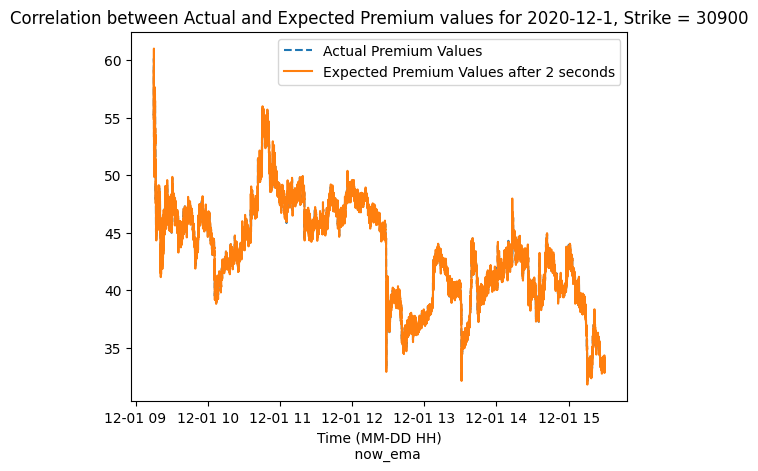 Correlation between Actual and Expected Premium values for 2020-12-1, Strike = 30900
Actual Premium Values
Expected Premium Values after 2 seconds
60
55
50
45
40
35
12-01 09 12-01 10 12-01 11 12-01 12 12-01 13 12-01 14 12-01 15
Time (MM-DD HH)
now_ema